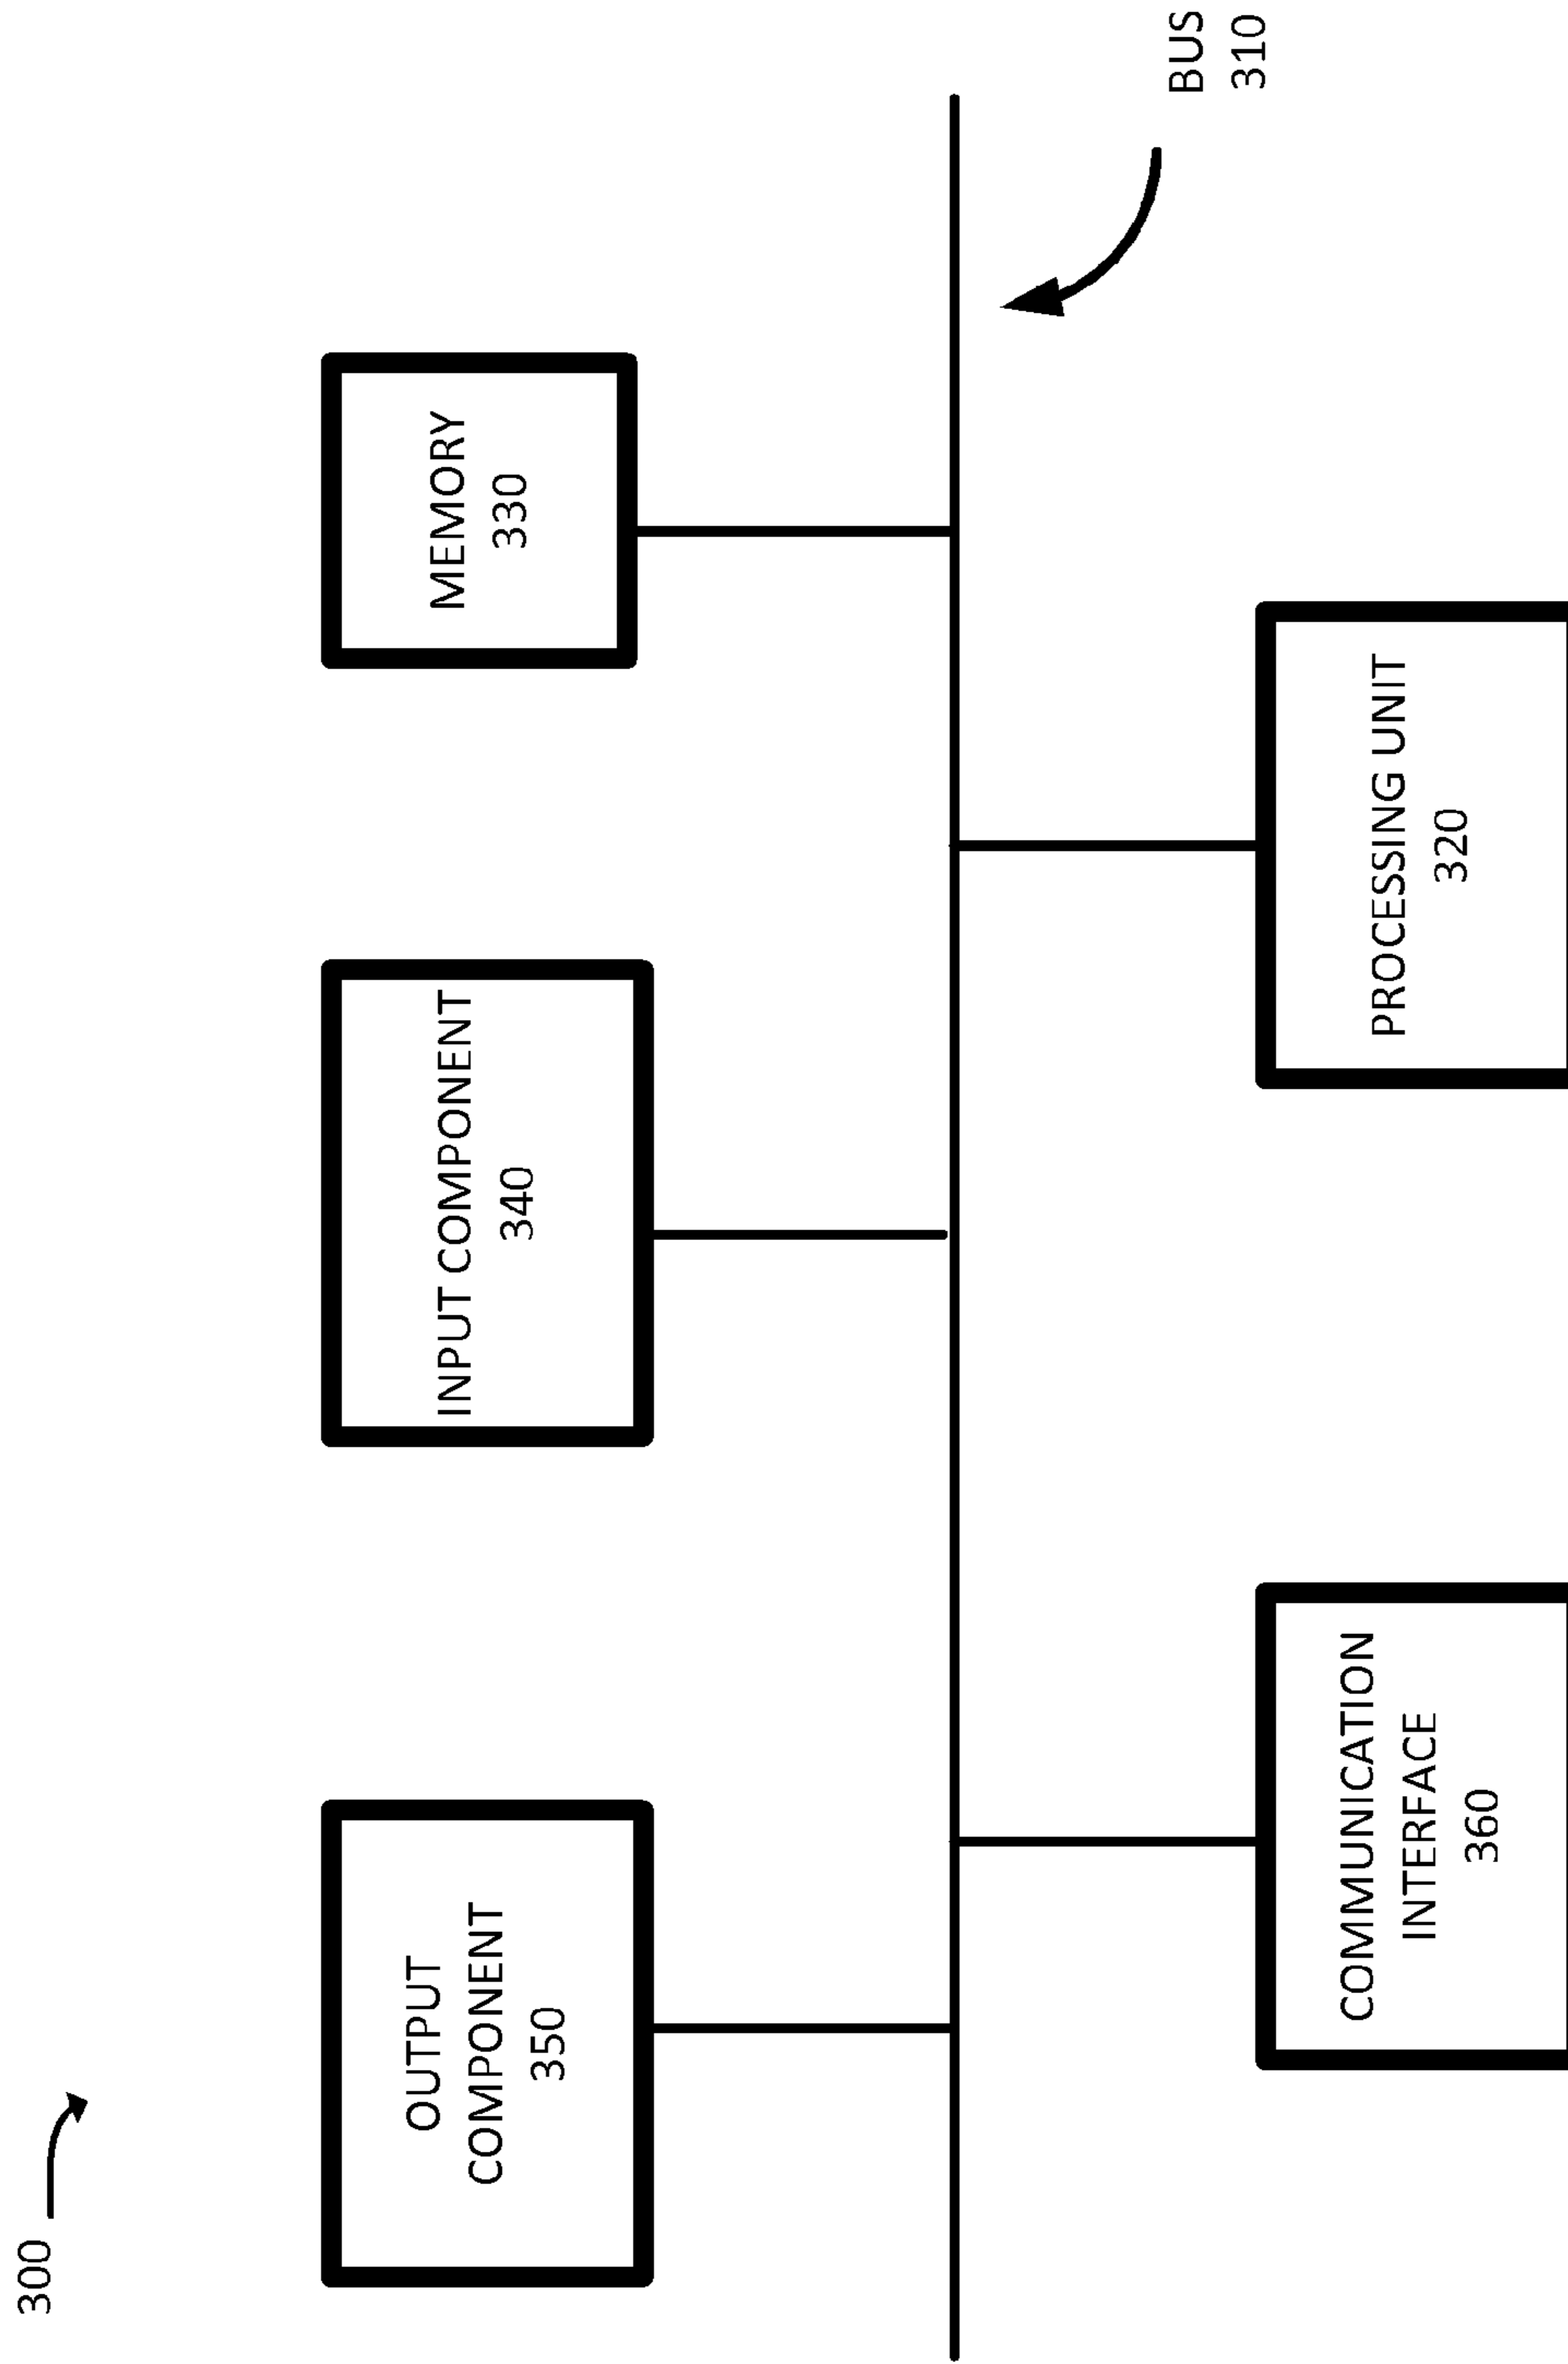 300
OUTPUT
COMPONENT
350
INPUT COMPONENT
340
MEMORY
330
BUS
310
COMMUNICATION
INTERFACE
360
PROCESSING UNIT
320